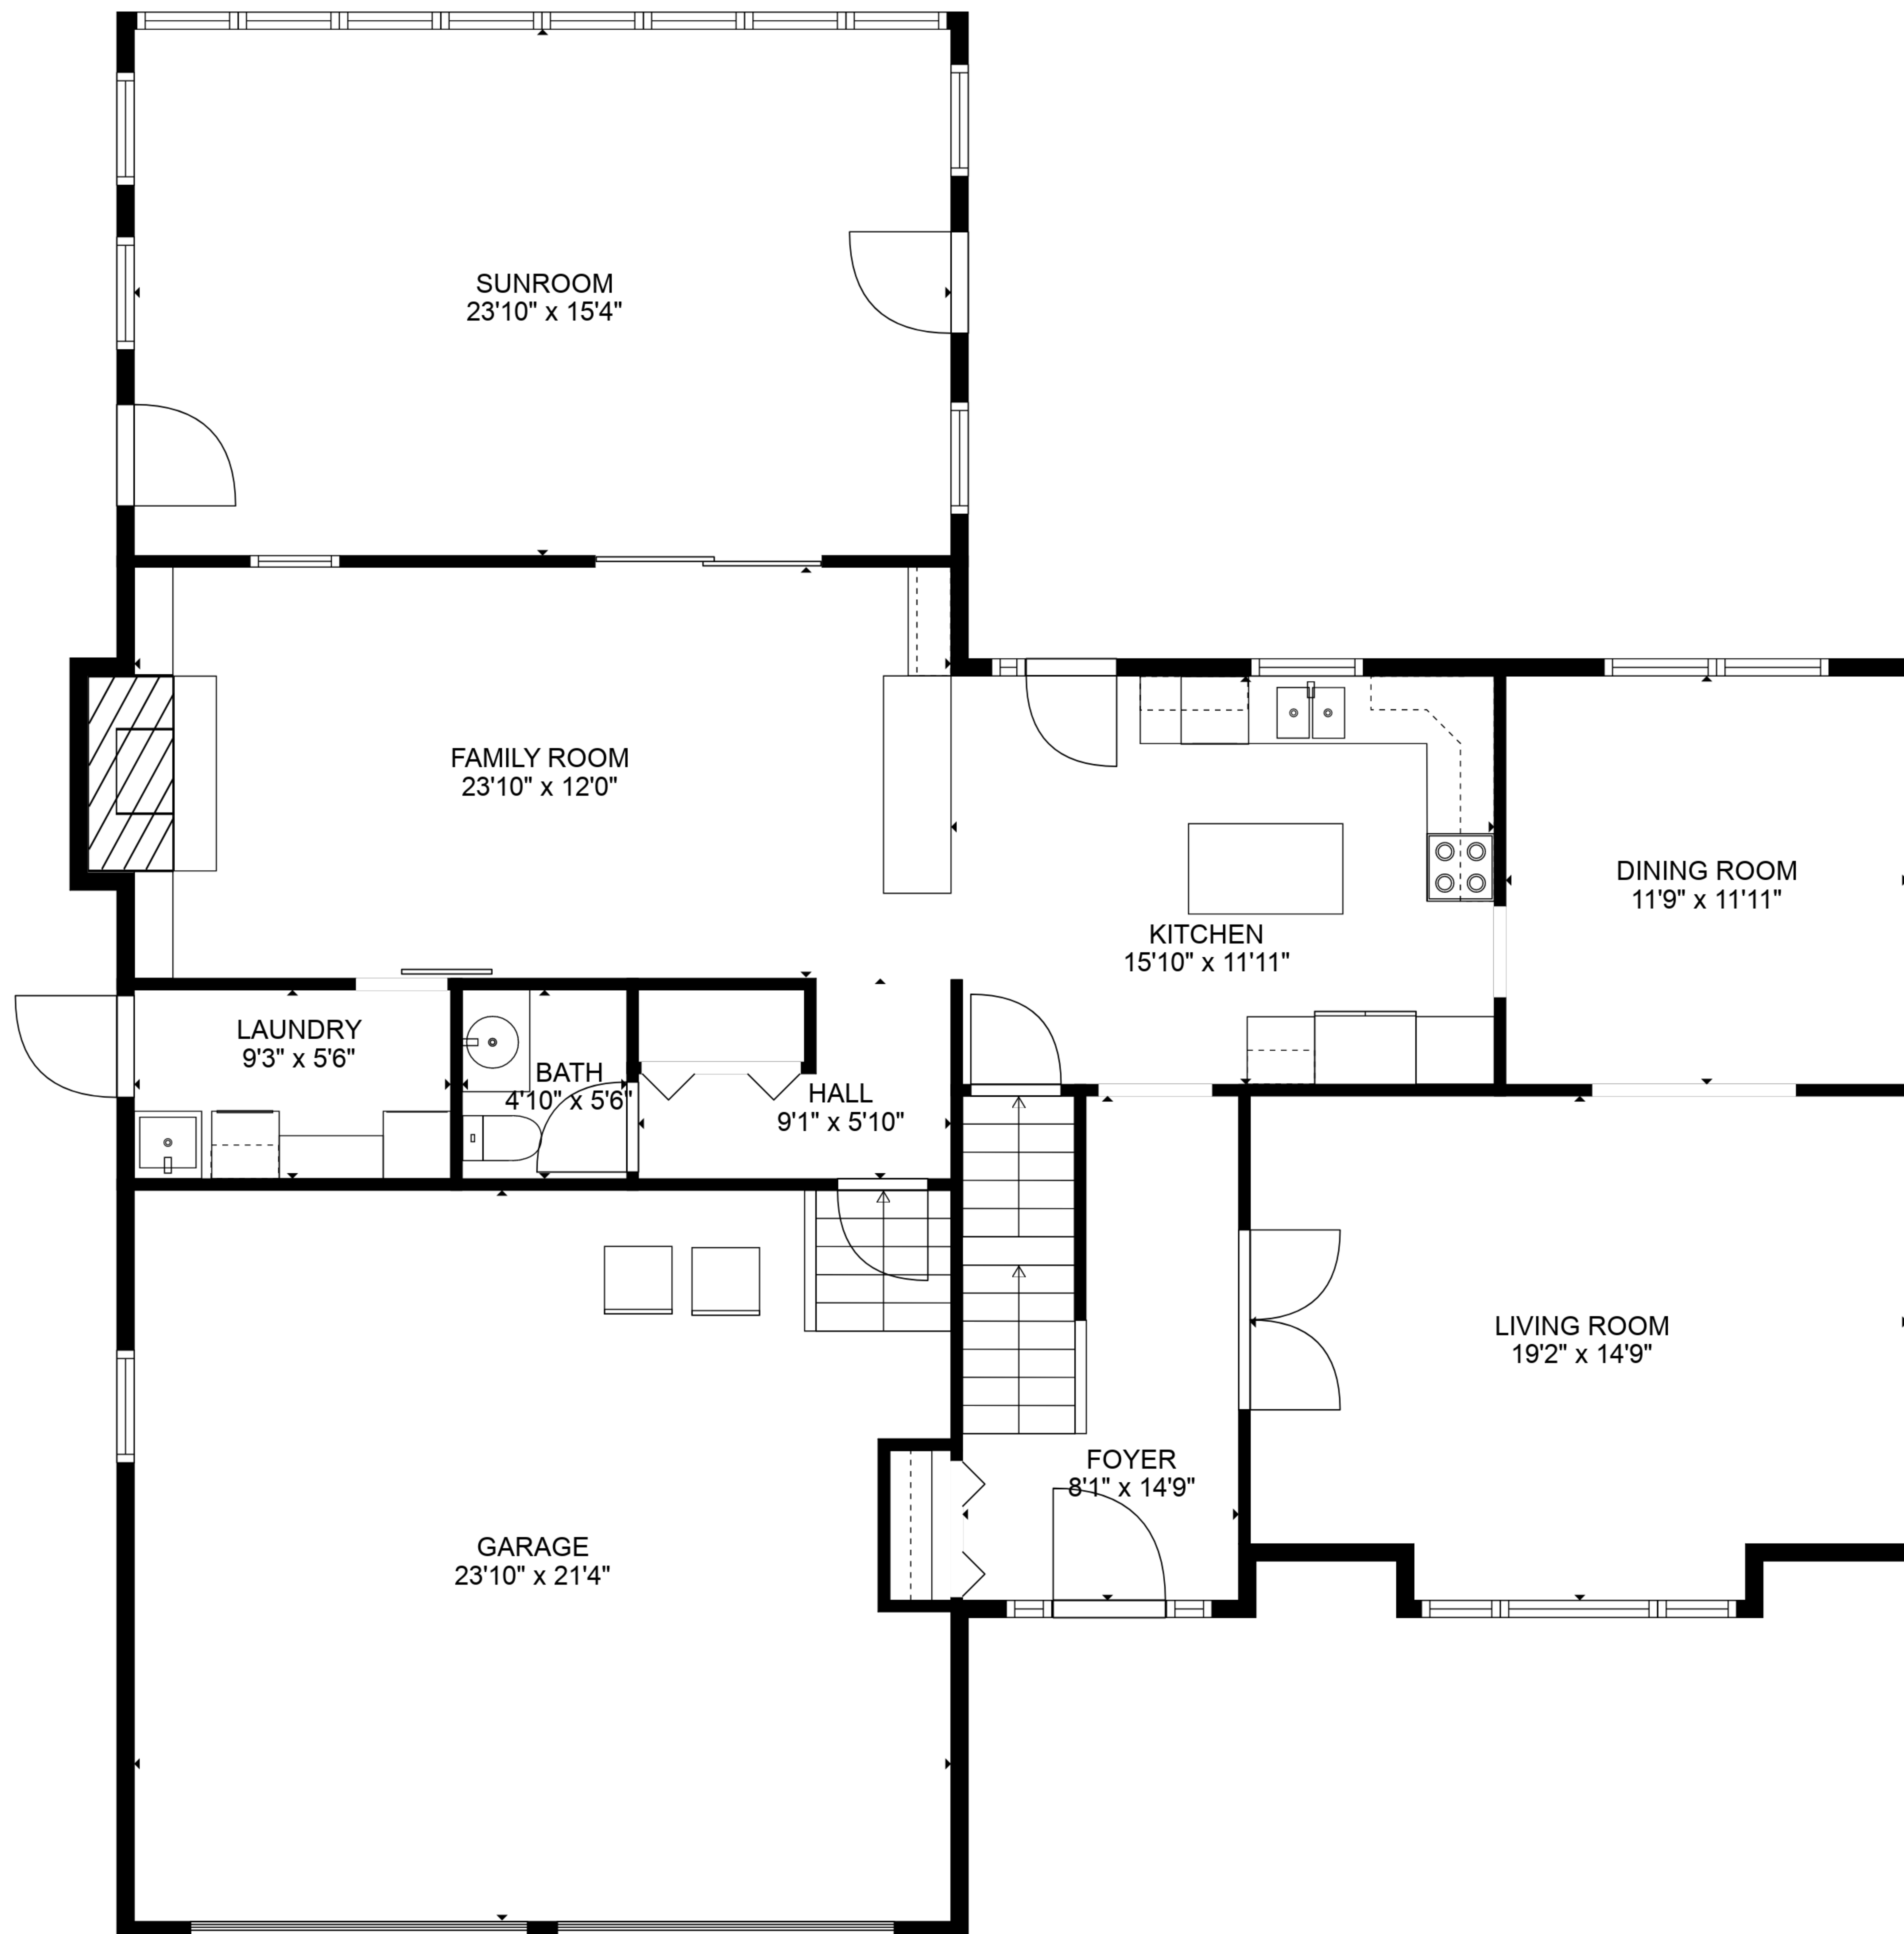 SUNROOM
23'10" x 15'4"
FAMILY ROOM
23'10" x 12'0"
DINING ROOM
11'9" x 11'11"
KITCHEN
15'10" x 11'11"
LAUNDRY
9'3" x 5'6"
BATH
4'10" x 5'6"
HALL
9'1" x 5'10"
LIVING ROOM
19'2" x 14'9"
FOYER
8'1" x 14'9"
GARAGE
23'10" x 21'4"